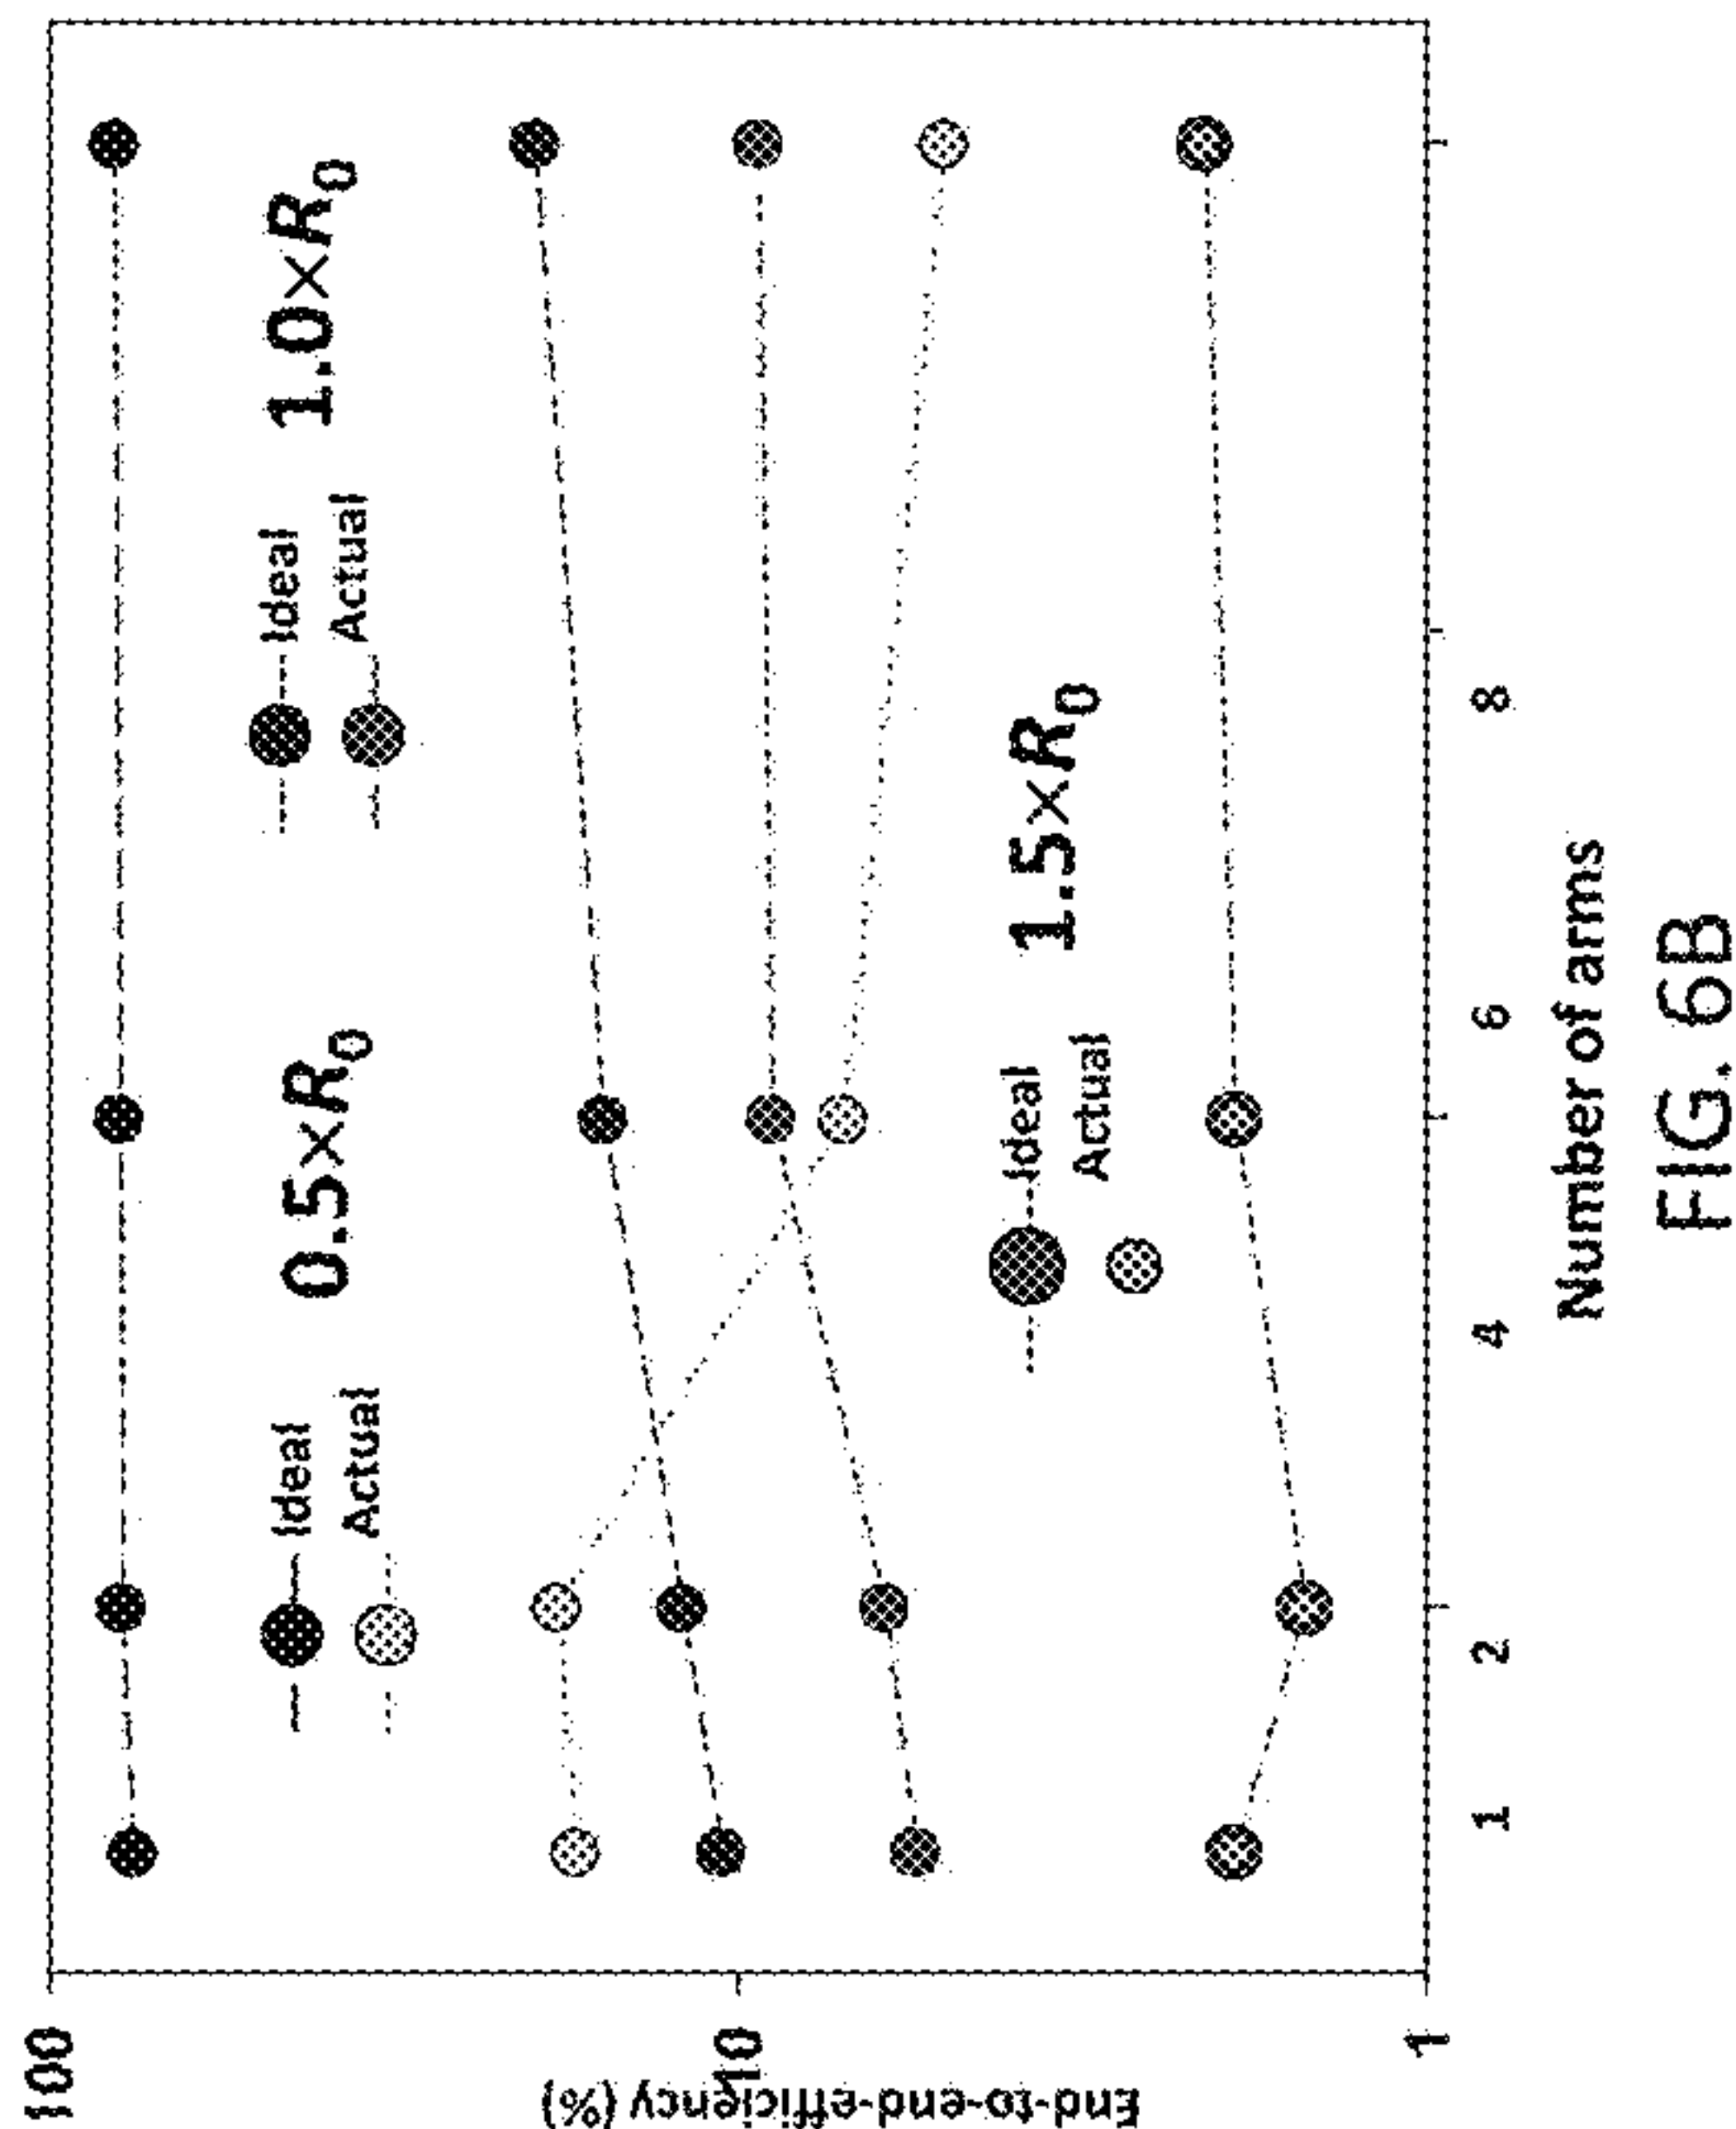 100
10
1
End-to-end-efficiency (%)
0.5×R0
Ideal
Actual
1.0×R0
Ideal
Actual
1.5×R0
Ideal
Actual
1 2 4 6 8
Number of arms
FIG. 6B